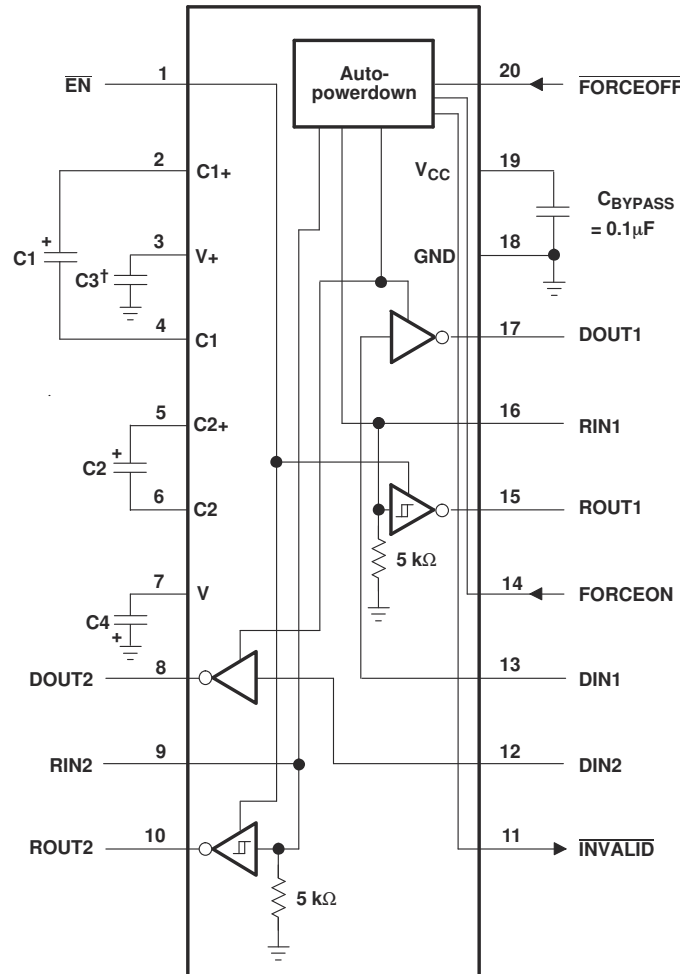 Auto-
powerdown
EN
1
20
FORCEOFF
2
C1+
VCC
19
CBYPASS
= 0.1µF
C1
+
3
V+
C3†
GND
18
4
C1
17
DOUT1
5
C2+
16
RIN1
C2
+
6
C2
15
ROUT1
5 kΩ
7
V
14
FORCEON
C4
+
DOUT2
8
13
DIN1
RIN2
9
12
DIN2
ROUT2
10
11
INVALID
5 kΩ